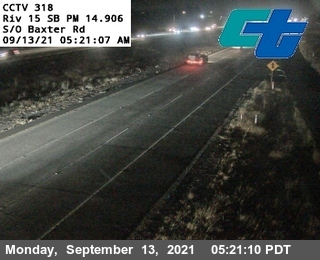 CCTV 318
Riv 15 SB PM 14.906
S/O Baxter Rd
09/13/21 05:21:07 AM
Monday, September 13, 2021 05:21:10 PDT